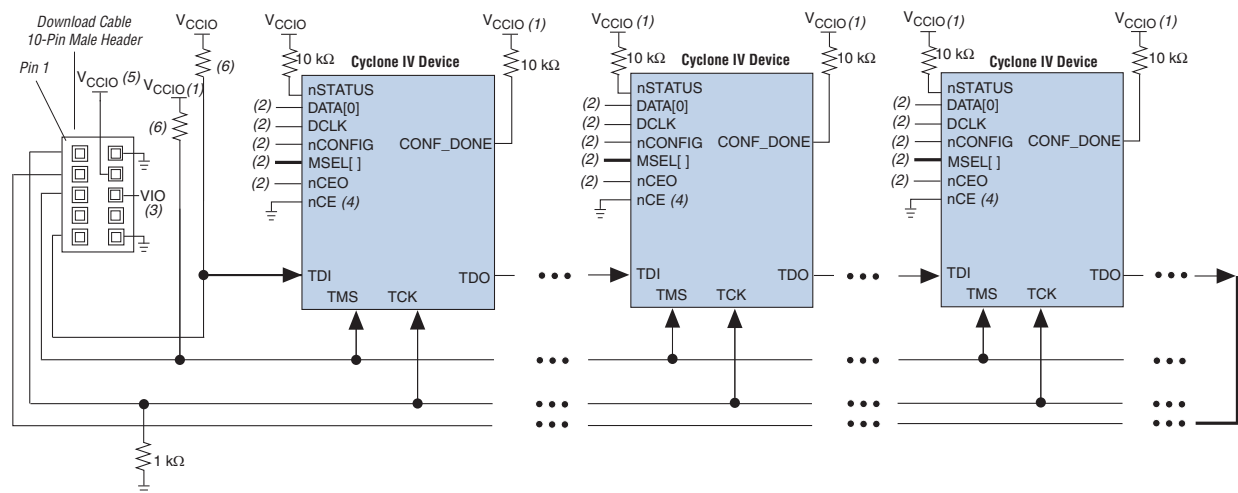 Download Cable
10-Pin Male Header
Pin 1
VCCIO (5)
VCCIO(1)
(6)
VCCIO
(6)
VIO
(3)
1 kΩ
VCCIO
10 kΩ
Cyclone IV Device
VCCIO (1)
10 kΩ
nSTATUS
(2) DATA[0]
(2) DCLK
(2) nCONFIG CONF_DONE
(2) MSEL[ ]
(2) nCEO
nCE (4)
TDI TDO
TMS TCK
VCCIO (1)
10 kΩ
Cyclone IV Device
VCCIO (1)
10 kΩ
nSTATUS
(2) DATA[0]
(2) DCLK
(2) nCONFIG CONF_DONE
(2) MSEL[ ]
(2) nCEO
nCE (4)
TDI TDO
TMS TCK
VCCIO(1)
10 kΩ
Cyclone IV Device
VCCIO (1)
10 kΩ
nSTATUS
(2) DATA[0]
(2) DCLK
(2) nCONFIG CONF_DONE
(2) MSEL[ ]
(2) nCEO
nCE (4)
TDI TDO
TMS TCK